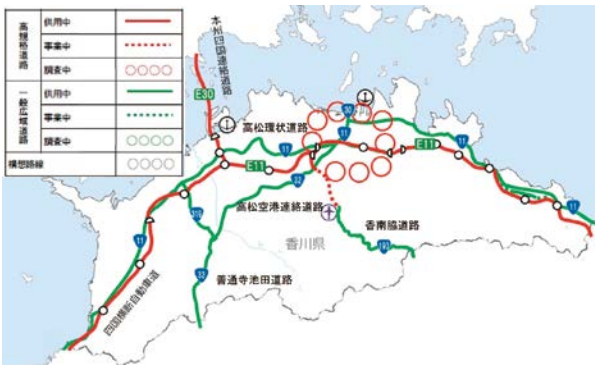 高規格道路
供用中
事業中
調査中
一般広域道路
供用中
事業中
調査中
構想路線
本州四国連絡道路
E30
高松環状道路
30
11
11
E11
E11
11
32
319
高松空港連絡道路
香南脇道路
香川県
193
11
32
善通寺池田道路
四国横断自動車道
11